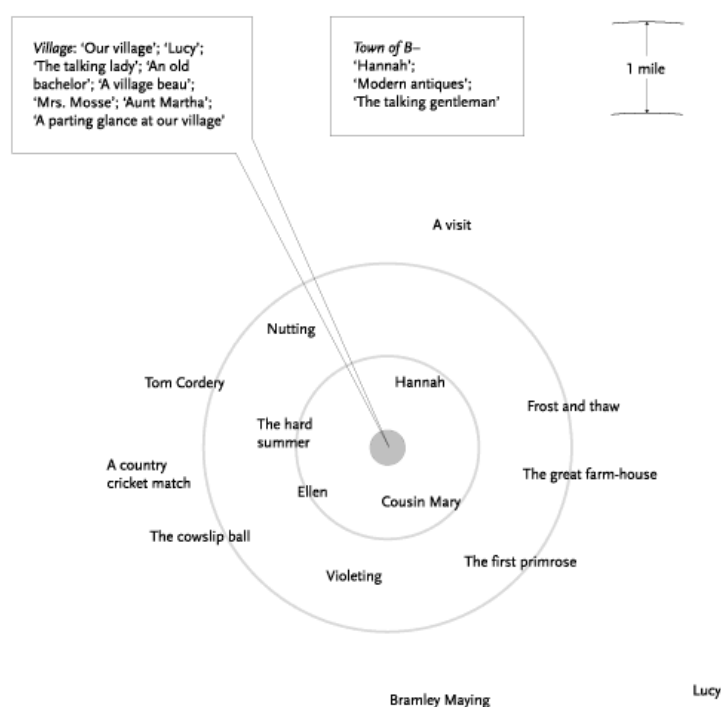 Village: ‘Our village’; ‘Lucy’;
‘The talking lady’; ‘An old
bachelor’; ‘A village beau’;
‘Mrs. Mosse’; ‘Aunt Martha’;
‘A parting glance at our village’
Town of B–
‘Hannah’;
‘Modern antiques’;
‘The talking gentleman’
1 mile
A visit
Nutting
Tom Cordery
Hannah
Frost and thaw
The hard
summer
A country
cricket match
The great farm-house
Ellen
Cousin Mary
The cowslip ball
The first primrose
Violeting
Lucy
Bramley Maying